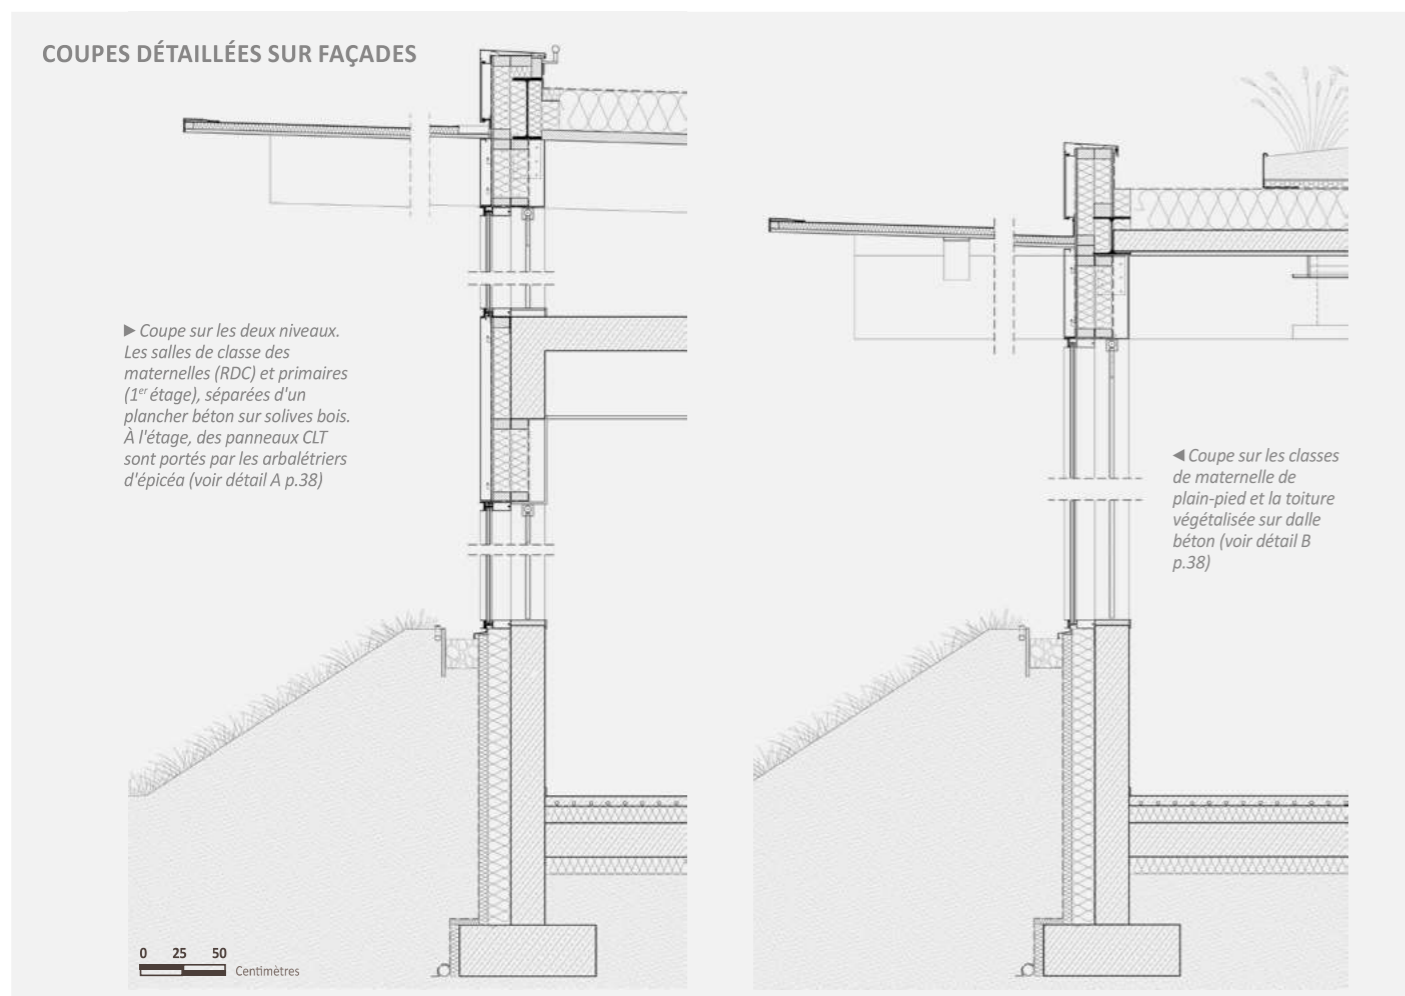 COUPES DÉTAILLÉES SUR FAÇADES
▶ Coupe sur les deux niveaux.
Les salles de classe des
maternelles (RDC) et primaires
(1er étage), séparées d'un
plancher béton sur solives bois.
À l'étage, des panneaux CLT
sont portés par les arbalétriers
d'épicéa (voir détail A p.38)
◀ Coupe sur les classes
de maternelle de
plain-pied et la toiture
végétalisée sur dalle
béton (voir détail B
p.38)
0 25 50
Centimètres